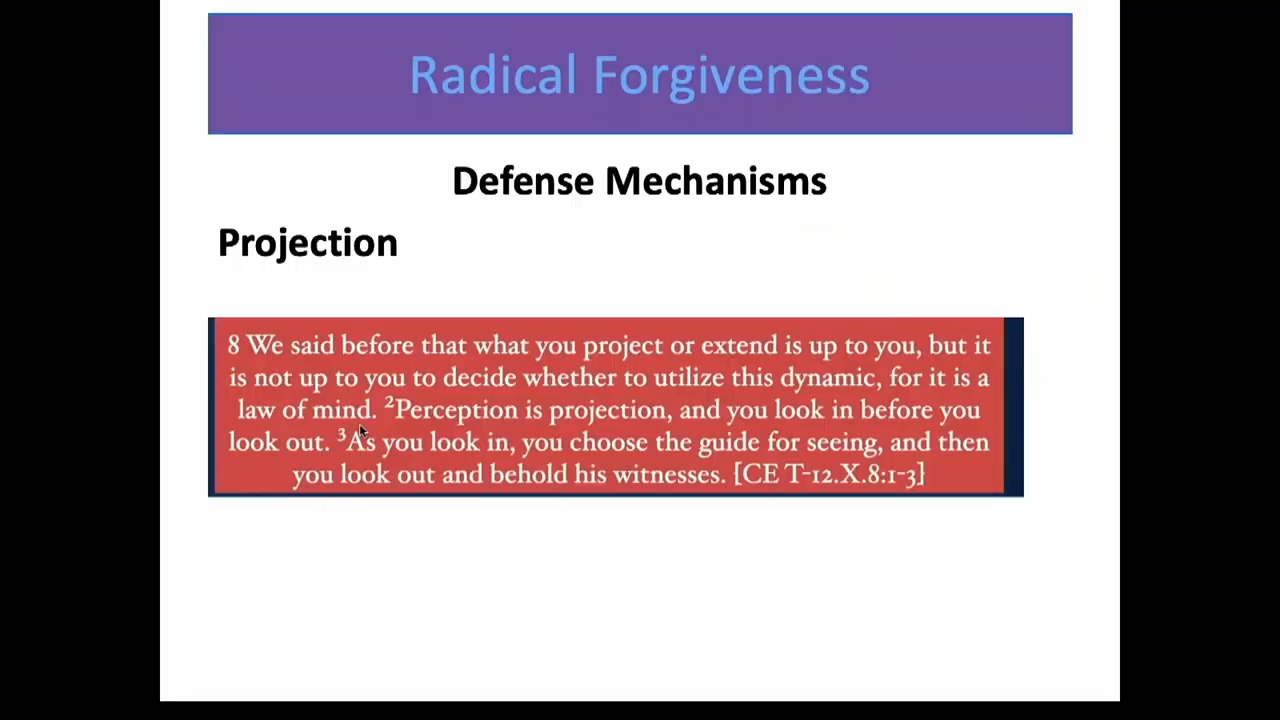 Radical Forgiveness
Defense Mechanisms
Projection
8 We said before that what you project or extend is up to you, but it
is not up to you to decide whether to utilize this dynamic, for it is a
law of mind. ²Perception is projection, and you look in before you
look out. ³As you look in, you choose the guide for seeing, and then
you look out and behold his witnesses. [CE T-12.X.8:1-3]